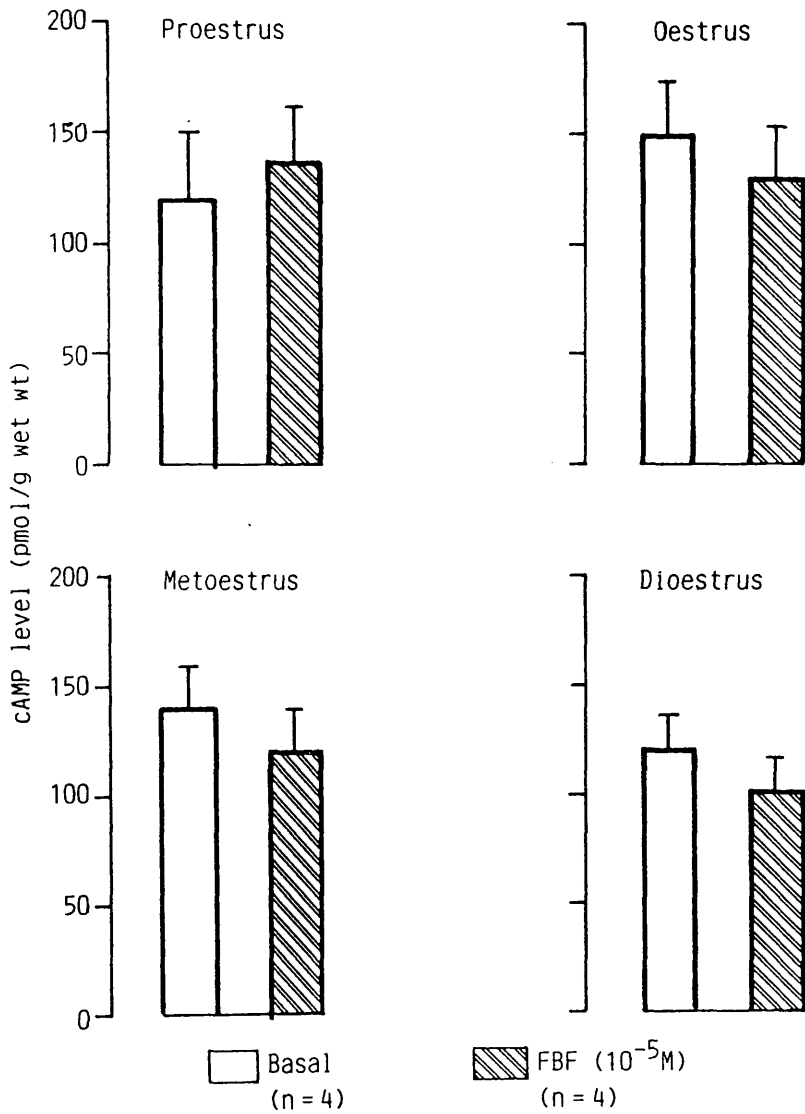 Proestrus
Oestrus
200
150
100
50
0
cAMP level (pmol/g wet wt)
Metoestrus
Dioestrus
200
150
100
50
0
Basal
(n = 4)
FBF (10⁻⁵M)
(n = 4)